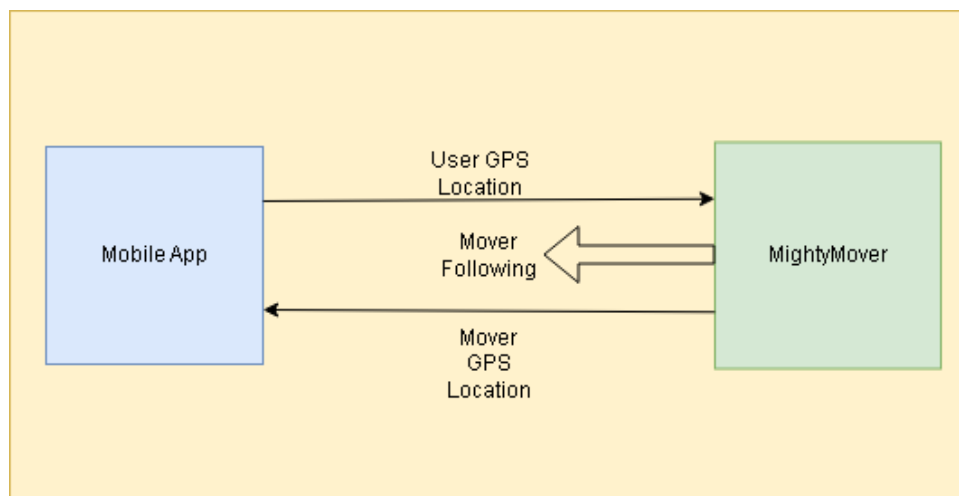 User GPS
Location
Mobile App
Mover
Following
MightyMover
Mover
GPS
Location